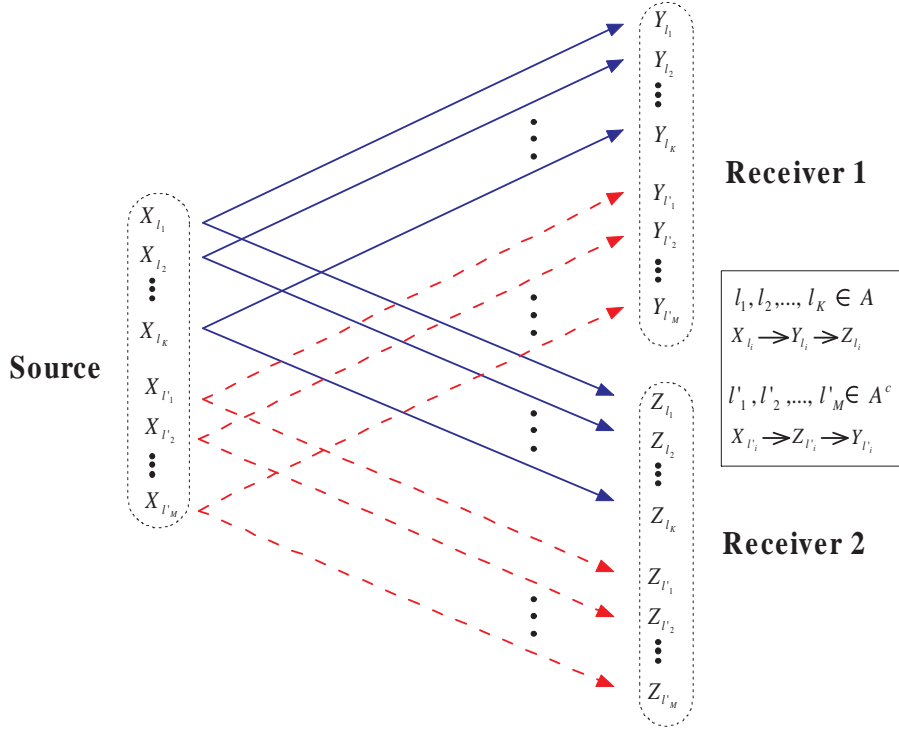 Source
X_{l_1}
X_{l_2}
X_{l_K}
X_{l'_1}
X_{l'_2}
X_{l'_M}
Y_{l_1}
Y_{l_2}
Y_{l_K}
Y_{l'_1}
Y_{l'_2}
Y_{l'_M}
Receiver 1
Z_{l_1}
Z_{l_2}
Z_{l_K}
Z_{l'_1}
Z_{l'_2}
Z_{l'_M}
Receiver 2
l_1, l_2, ..., l_K ∈ A
X_{l_i} → Y_{l_i} → Z_{l_i}
l'_1, l'_2, ..., l'_M ∈ A^c
X_{l'_i} → Z_{l'_i} → Y_{l'_i}